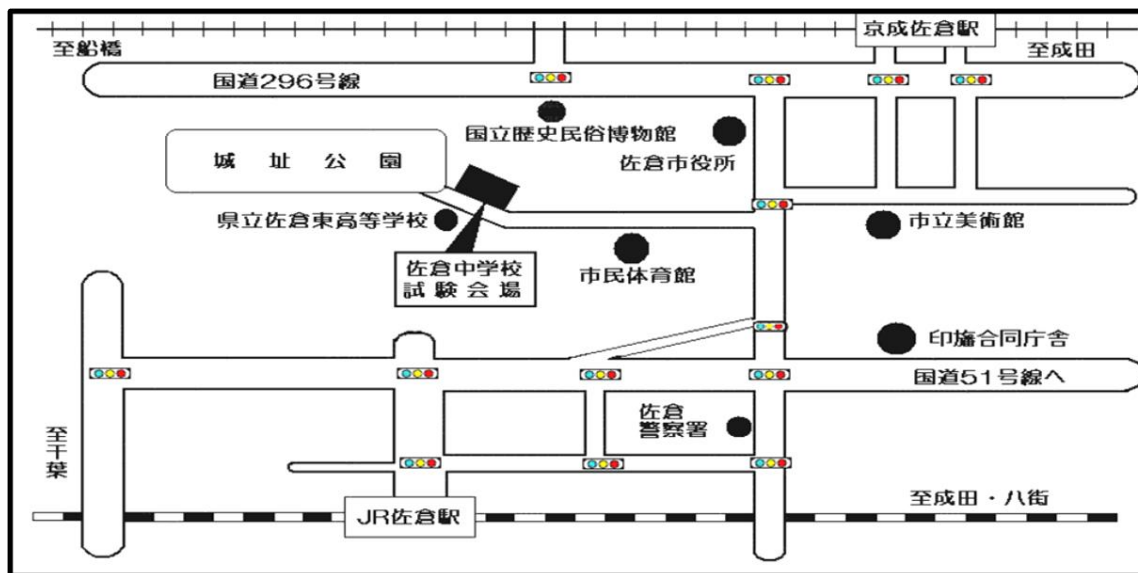 京成佐倉駅
至船橋
至成田
国道296号線
国立歴史民俗博物館
佐倉市役所
城址公園
県立佐倉東高等学校
市立美術館
佐倉中学校
試験会場
市民体育館
印旛合同庁舎
国道51号線へ
佐倉
警察署
至千葉
至成田・八街
JR佐倉駅